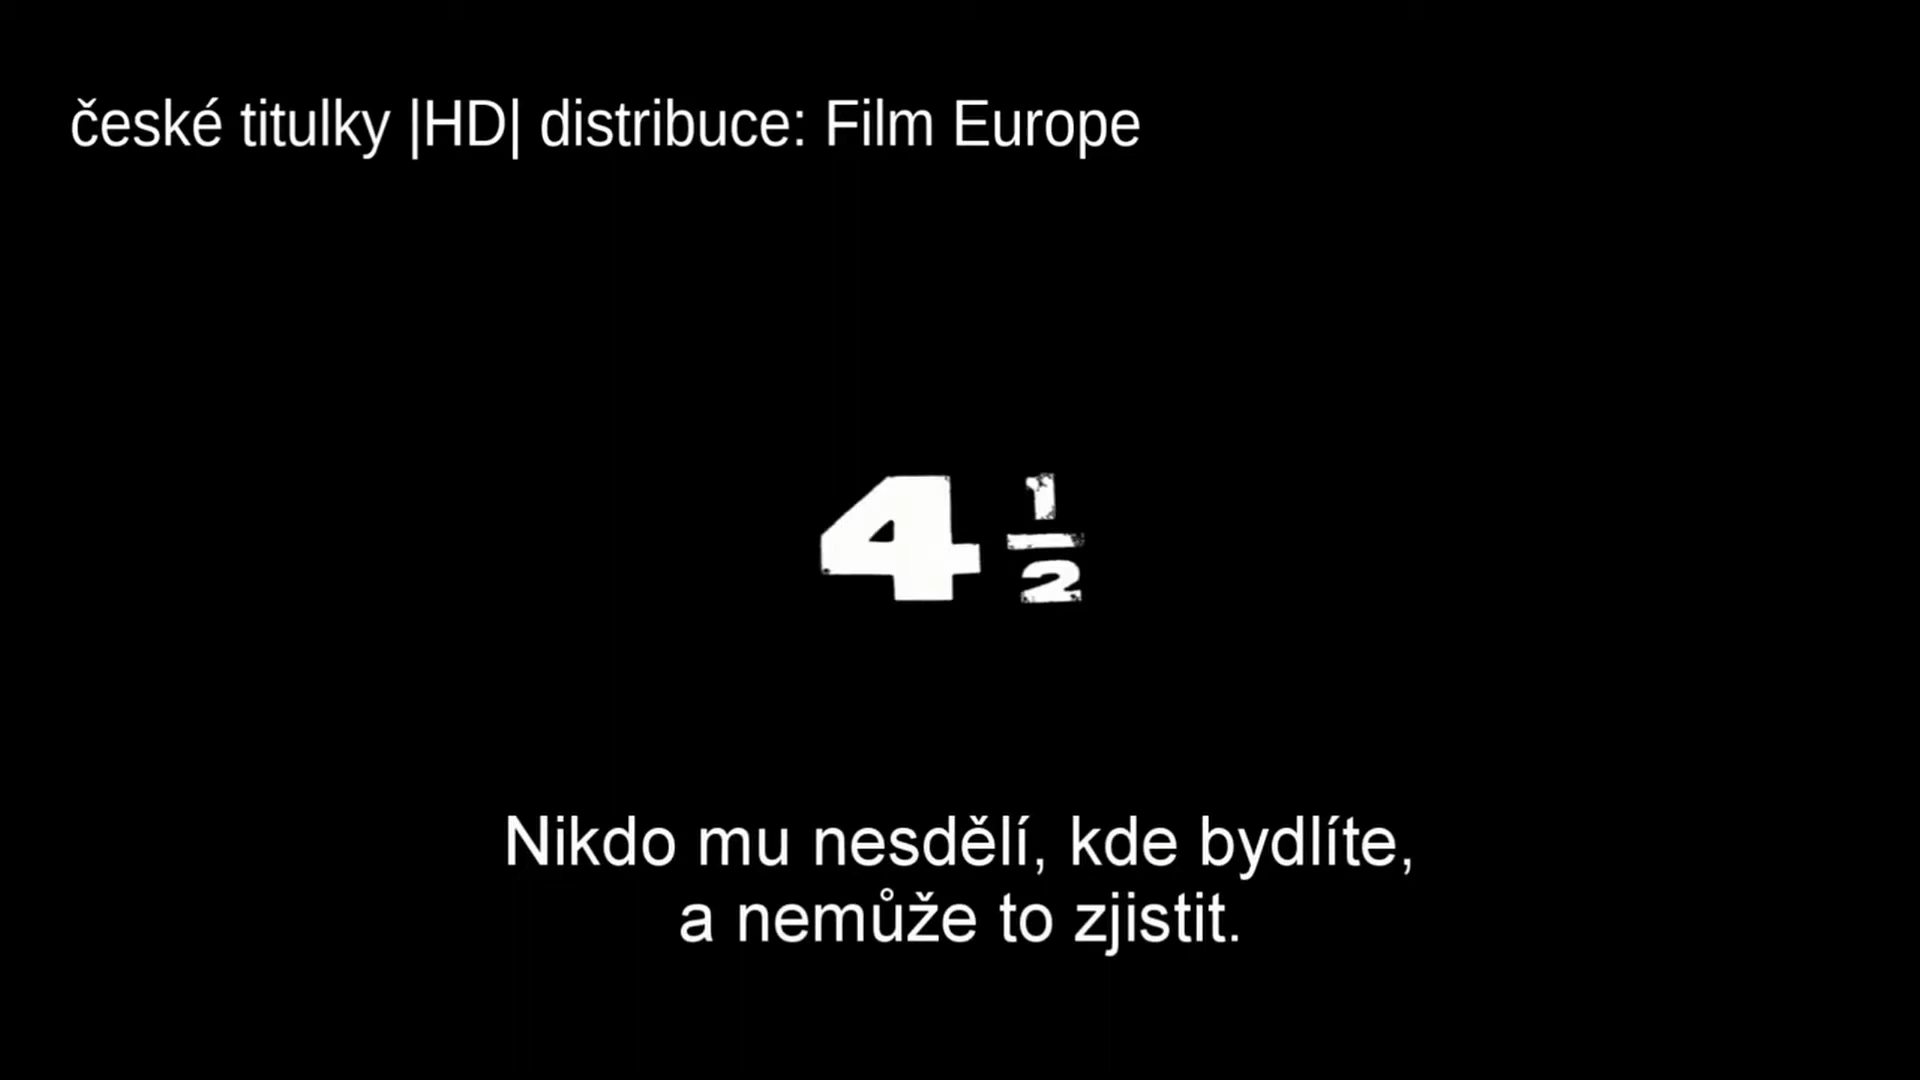 české titulky |HD| distribuce: Film Europe
4 1/2
Nikdo mu nesdělí, kde bydlíte,
a nemůže to zjistit.